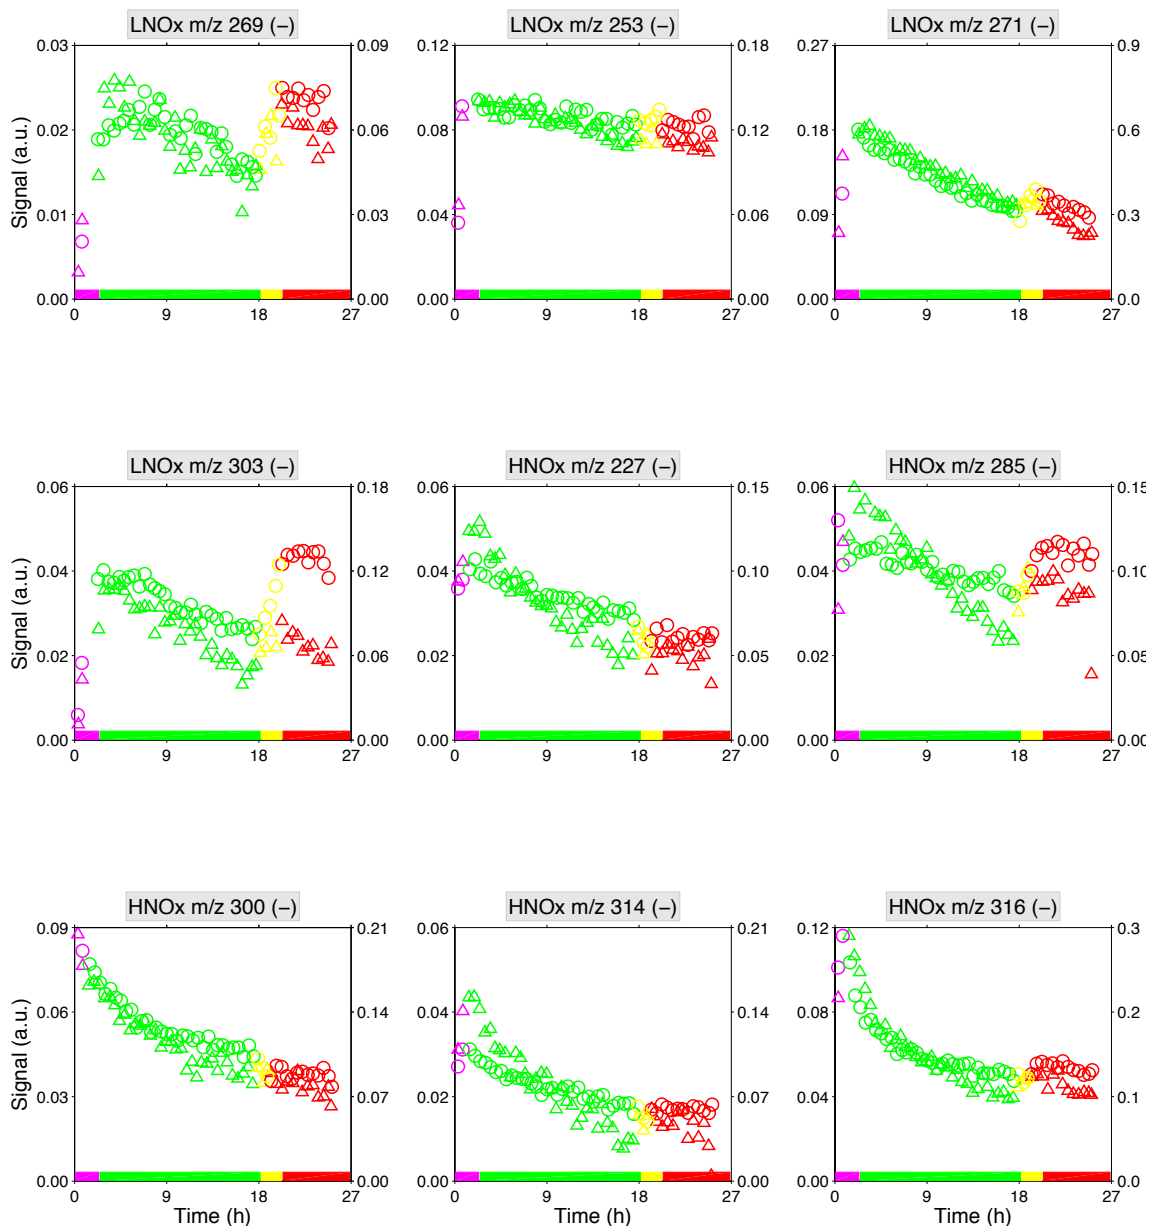 LNOx m/z 269 (−) LNOx m/z 253 (−) LNOx m/z 271 (−)
0.03 0.09 0.12 0.18 0.27 0.9
0.02 0.06 0.08 0.12 0.18 0.6
0.01 0.03 0.04 0.06 0.09 0.3
0.00 0.00 0.00 0.00 0.00 0.0
0 9 18 27 0 9 18 27 0 9 18 27
Signal (a.u.)
LNOx m/z 303 (−) HNOx m/z 227 (−) HNOx m/z 285 (−)
0.06 0.18 0.06 0.15 0.06 0.15
0.04 0.12 0.04 0.10 0.04 0.10
0.02 0.06 0.02 0.05 0.02 0.05
0.00 0.00 0.00 0.00 0.00 0.00
0 9 18 27 0 9 18 27 0 9 18 27
Signal (a.u.)
HNOx m/z 300 (−) HNOx m/z 314 (−) HNOx m/z 316 (−)
0.09 0.21 0.06 0.21 0.12 0.3
0.06 0.14 0.04 0.14 0.08 0.2
0.03 0.07 0.02 0.07 0.04 0.1
0.00 0.00 0.00 0.00 0.00 0.0
0 9 18 27 0 9 18 27 0 9 18 27
Signal (a.u.)
Time (h) Time (h) Time (h)